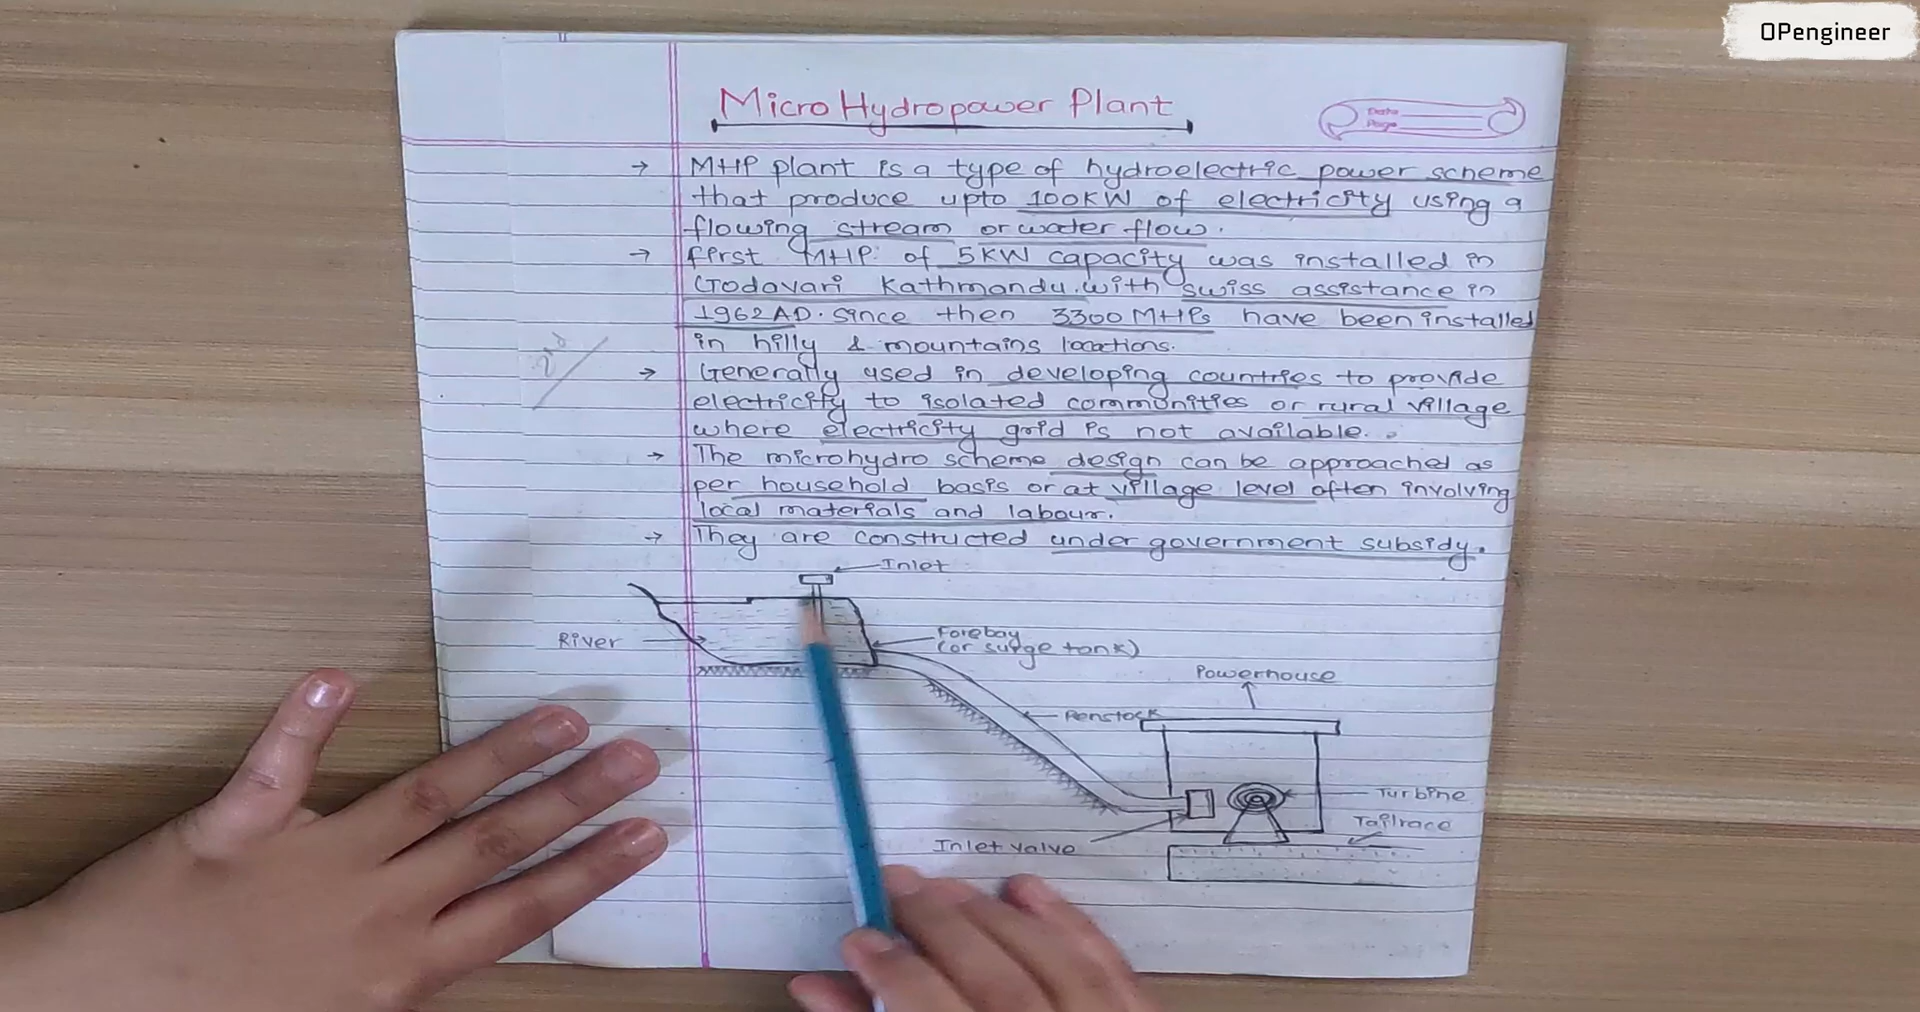 OPengineer
Micro Hydropower Plant
Date
Page
→ MHP plant is a type of hydroelectric power scheme
that produce upto 100KW of electricity using a
flowing stream or water flow.
→ first MHP of 5KW capacity was installed in
Godavari Kathmandu with swiss assistance in
1962AD. Since then 3300 MHPs have been installed
in hilly & mountains locations.
→ Generally used in developing countries to provide
electricity to isolated communities or rural village
where electricity grid is not available.
→ The microhydro scheme design can be approached as
per household basis or at village level often involving
local materials and labour.
→ They are constructed under government subsidy.
Inlet
River
Forebay
(or surge tank)
Powerhouse
Penstock
Turbine
Tailrace
Inlet valve